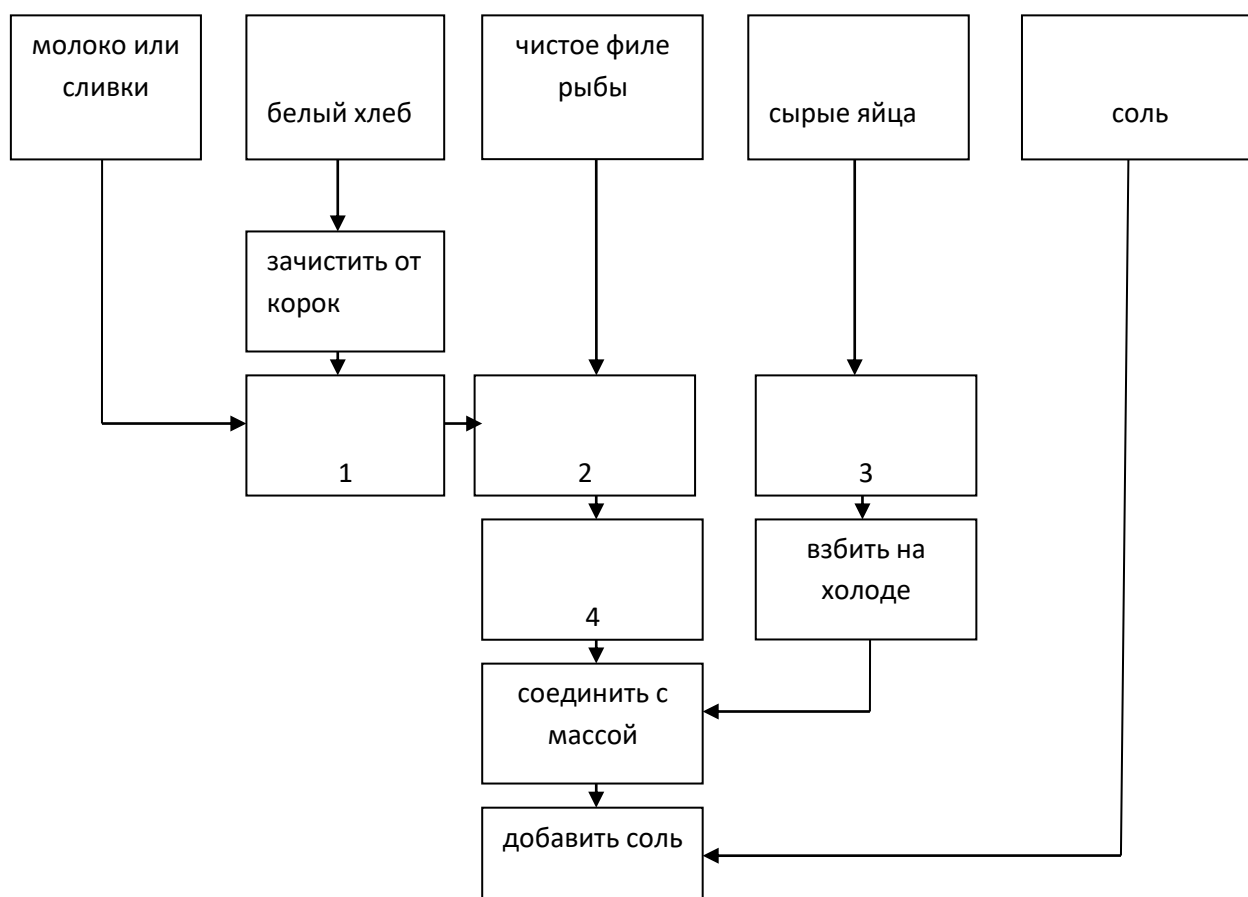 молоко или
сливки
белый хлеб
чистое филе
рыбы
сырые яйца
соль
зачистить от
корок
1
2
3
взбить на
холоде
4
соединить с
массой
добавить соль